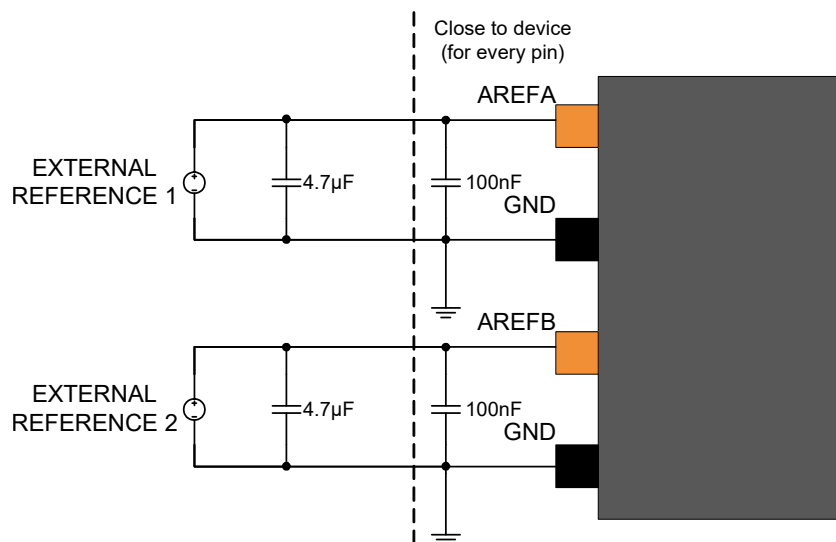 Close to device
(for every pin)
AREFA
EXTERNAL
REFERENCE 1
4.7µF
100nF
GND
AREFB
EXTERNAL
REFERENCE 2
4.7µF
100nF
GND